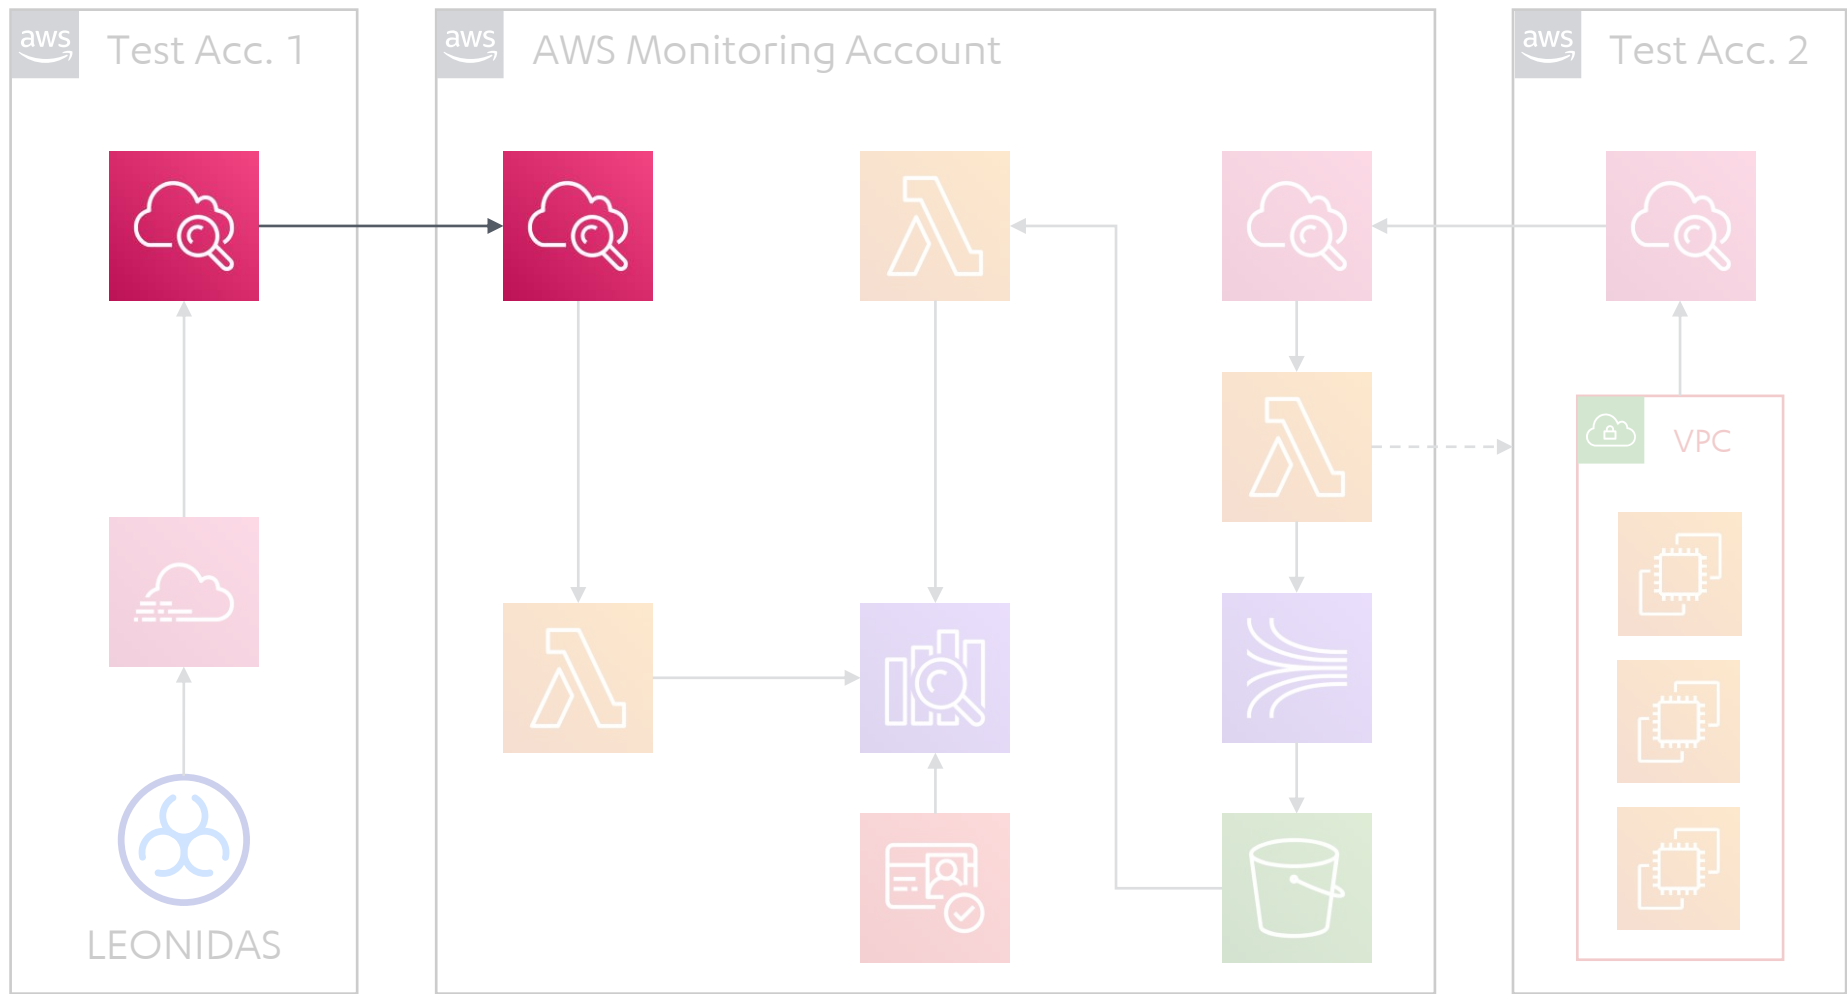 aws
Test Acc. 1
aws
AWS Monitoring Account
aws
Test Acc. 2
VPC
LEONIDAS